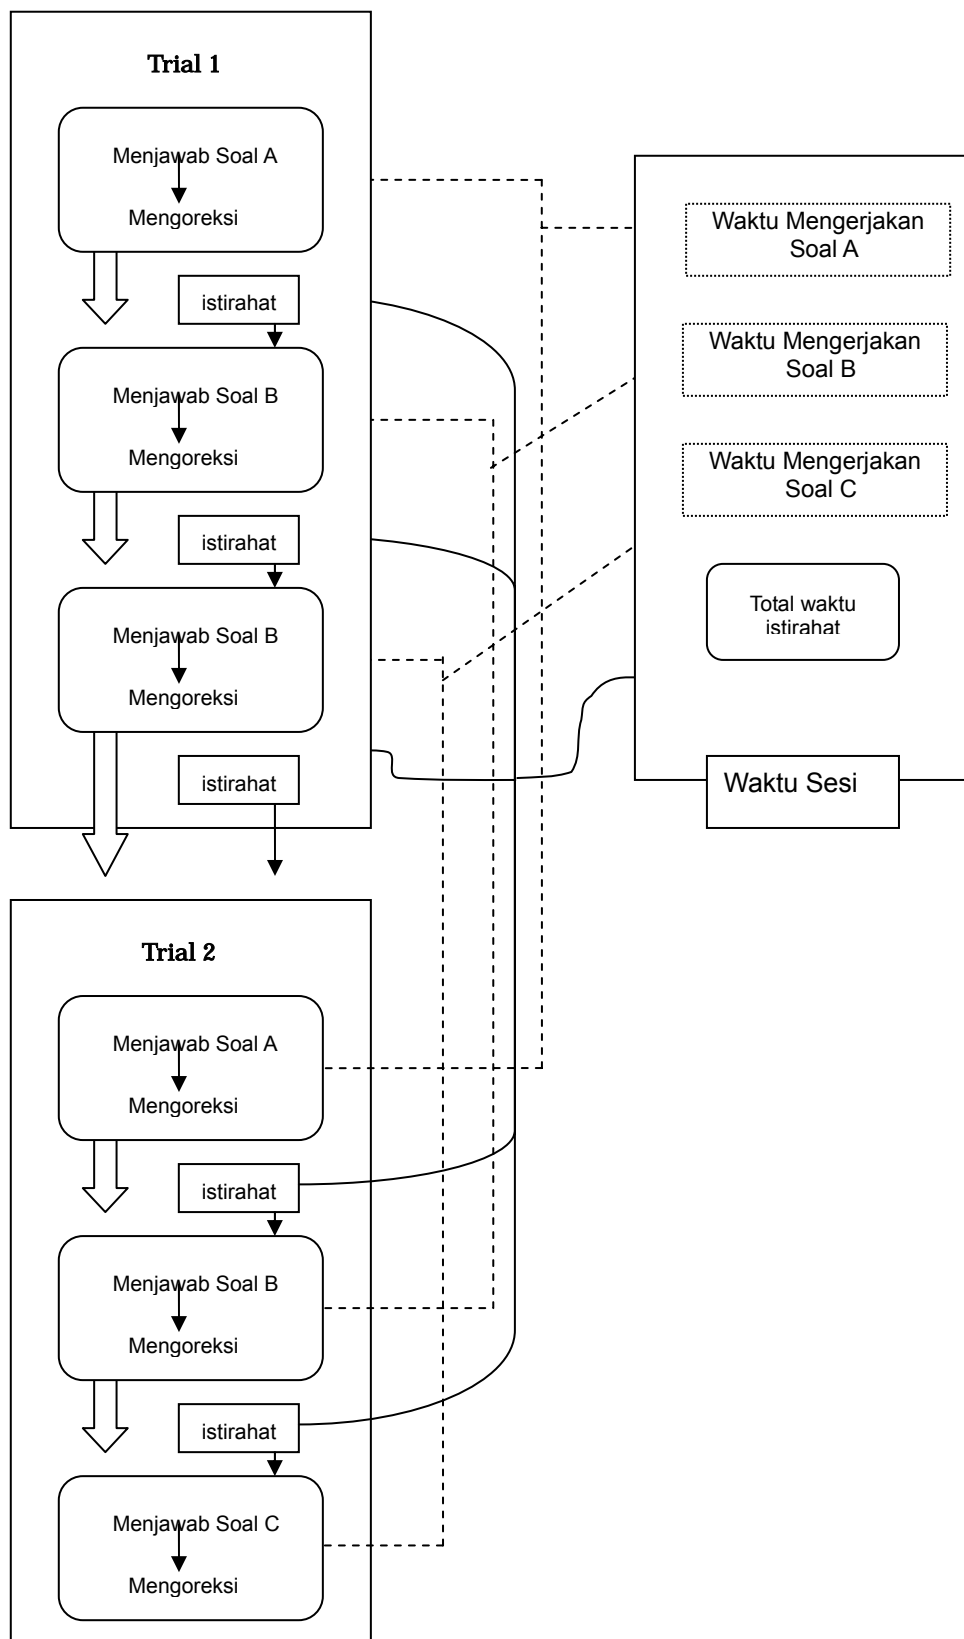 Trial 1
Menjawab Soal A
Mengoreksi
istirahat
Menjawab Soal B
Mengoreksi
istirahat
Menjawab Soal B
Mengoreksi
istirahat
Waktu Mengerjakan
Soal A
Waktu Mengerjakan
Soal B
Waktu Mengerjakan
Soal C
Total waktu
istirahat
Waktu Sesi
Trial 2
Menjawab Soal A
Mengoreksi
istirahat
Menjawab Soal B
Mengoreksi
istirahat
Menjawab Soal C
Mengoreksi